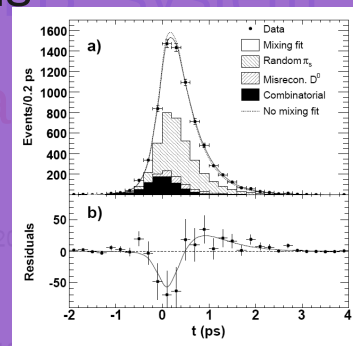 1600
1400
1200
1000
800
600
400
200
Events/0.2 ps
a)
Data
Mixing fit
Random πs
Misrecon. D⁰
Combinatorial
No mixing fit
50
0
-50
Residuals
b)
-2 -1 0 1 2 3 4
t (ps)